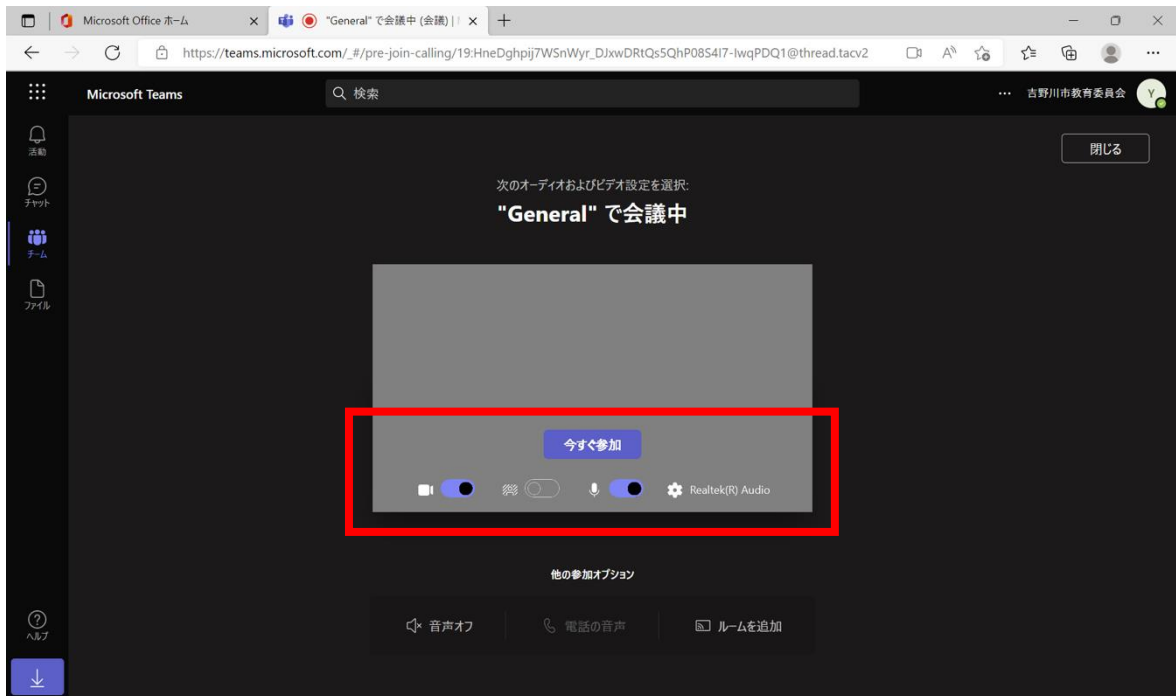 Microsoft Office ホーム
"General" で会議中 (会議) |
https://teams.microsoft.com/_#/pre-join-calling/19:HneDghpij7WSnWyr_DJxwDRtQs5QhP08S4I7-IwqPDQ1@thread.tacv2
Microsoft Teams
検索
吉野川市教育委員会
Y
活動
閉じる
チャット
次のオーディオおよびビデオ設定を選択:
"General" で会議中
チーム
ファイル
今すぐ参加
Realtek(R) Audio
他の参加オプション
音声オフ
電話の音声
ルームを追加
ヘルプ